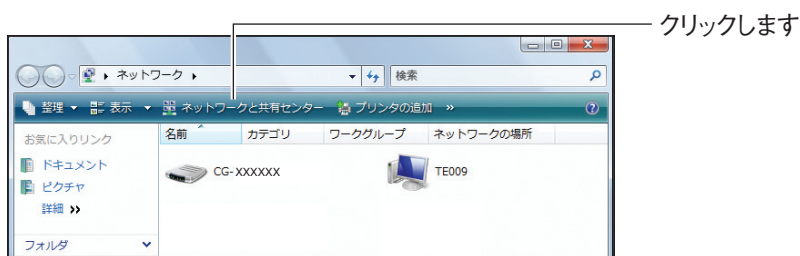 クリックします
ネットワーク
検索
整理 表示 ネットワークと共有センター プリンタの追加 »
お気に入りリンク
名前 カテゴリ ワークグループ ネットワークの場所
ドキュメント
CG-XXXXXX
TE009
ピクチャ
詳細 »
フォルダ